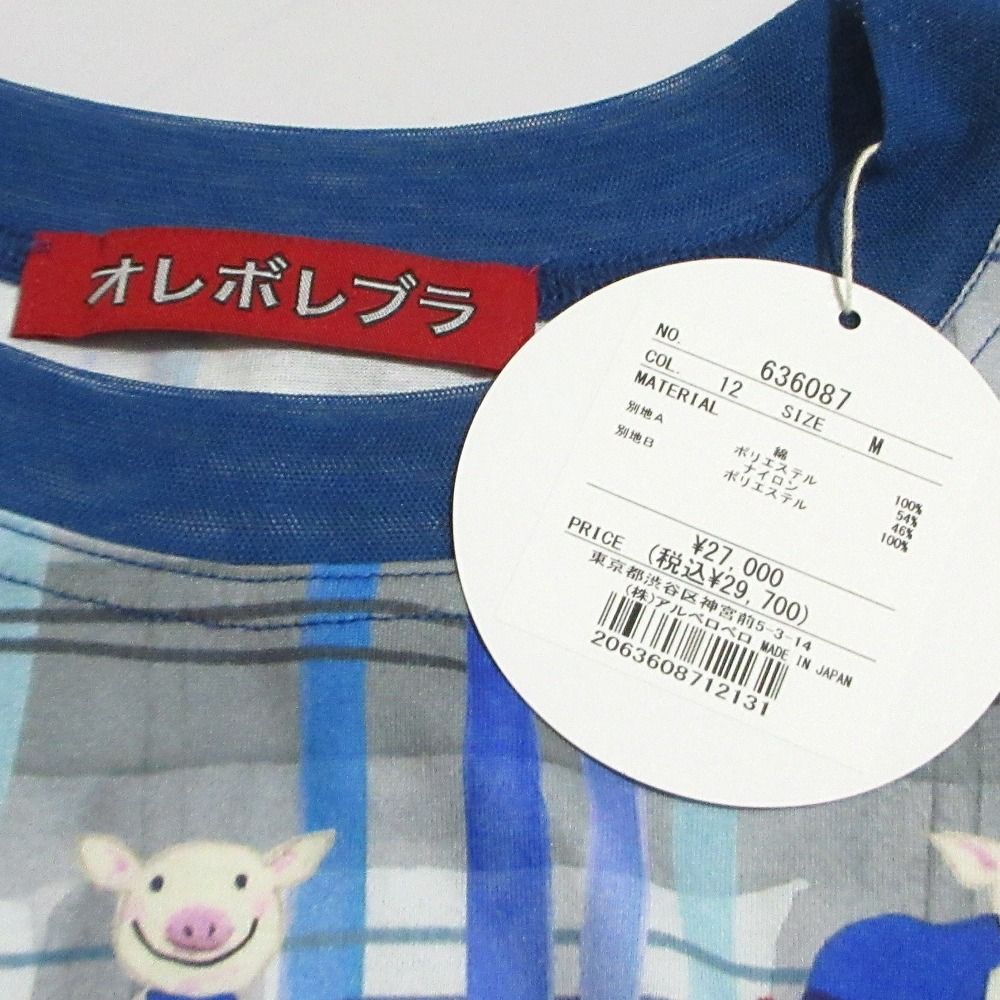 オレボレブラ
NO. 636087
COL. 12 SIZE M
MATERIAL
綿 100%
別地A ポリエステル 54%
ナイロン 46%
別地B ポリエステル 100%
PRICE ¥27,000
(税込¥29,700)
東京都渋谷区神宮前5-3-14
(株)アルベロベロ MADE IN JAPAN
2063608712131